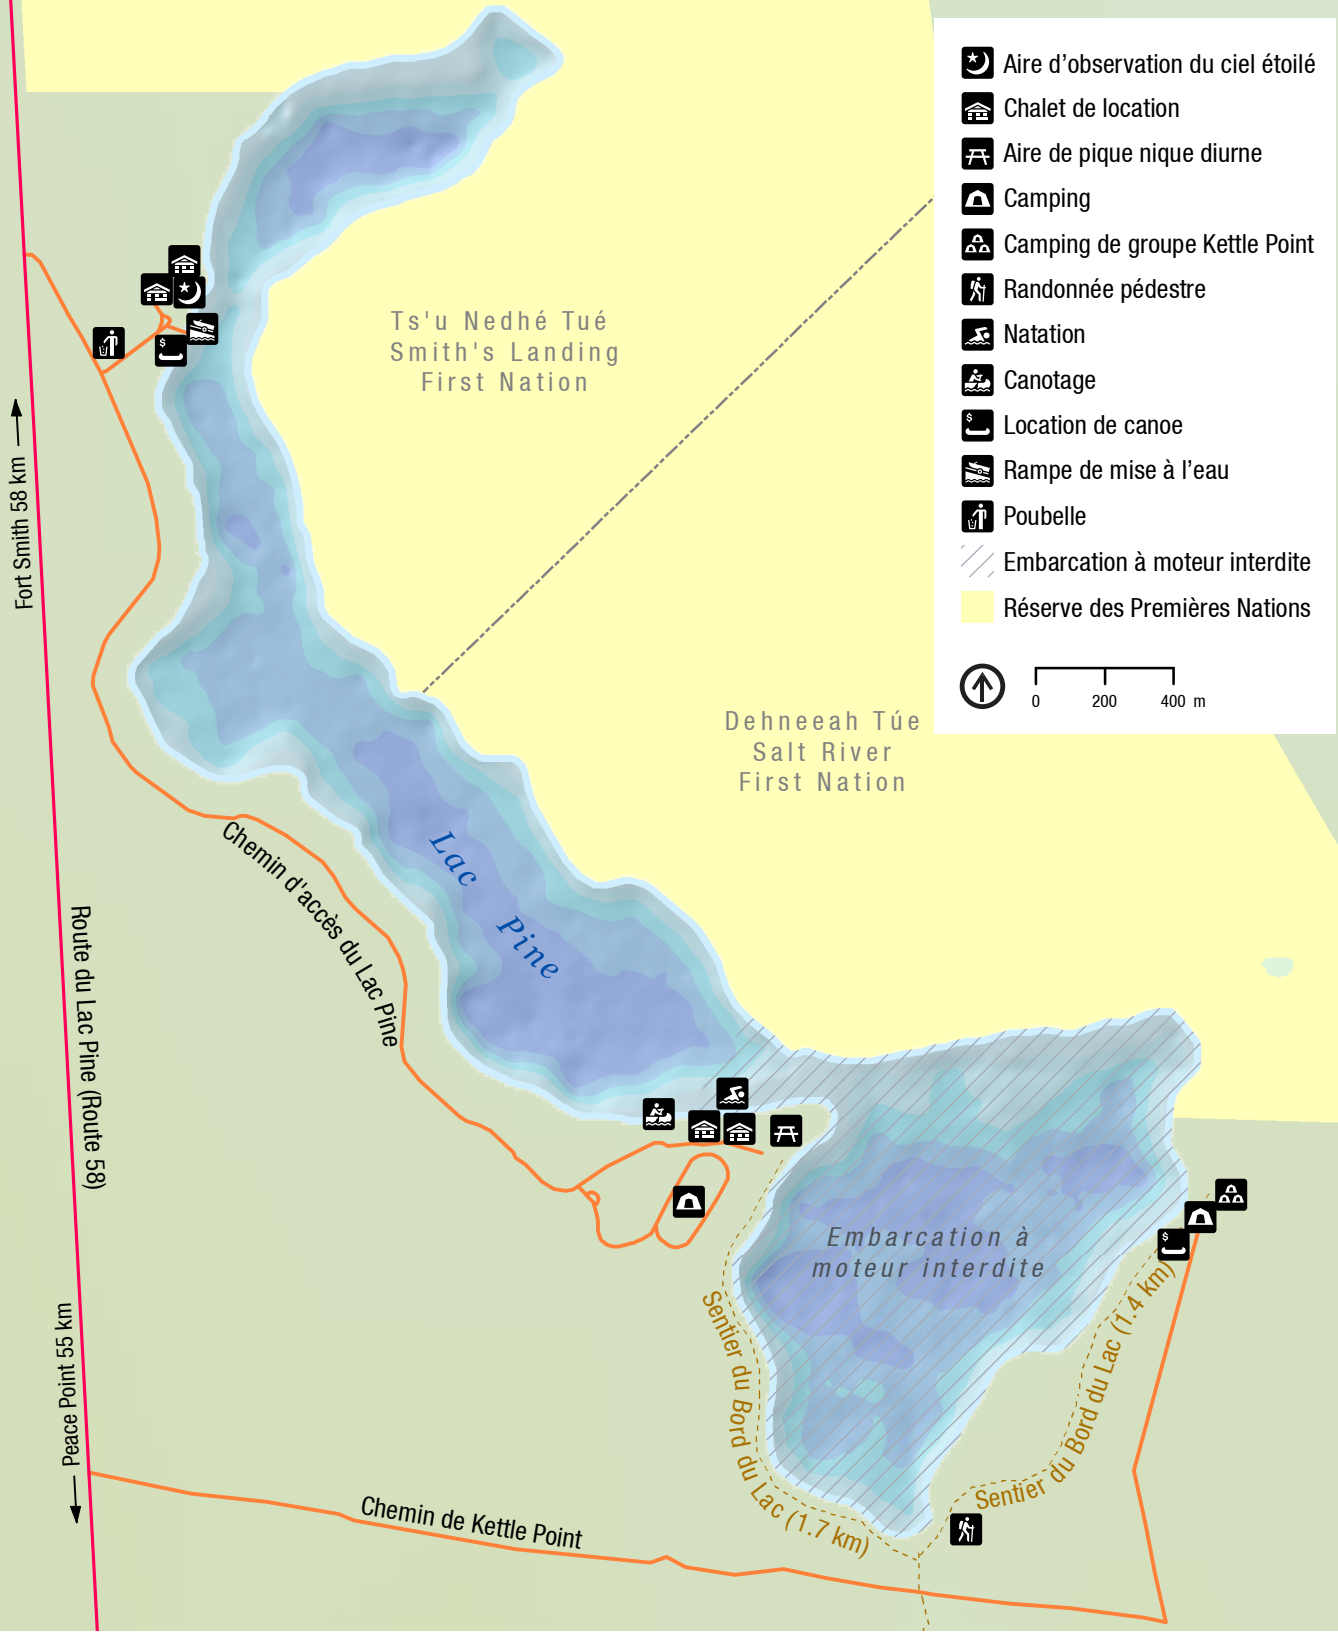 Aire d'observation du ciel étoilé
Chalet de location
Aire de pique nique diurne
Camping
Camping de groupe Kettle Point
Randonnée pédestre
Natation
Canotage
$
Location de canoe
Rampe de mise à l'eau
Poubelle
Embarcation à moteur interdite
Réserve des Premières Nations
0 200 400 m
Ts'u Nedhé Tué
Smith's Landing
First Nation
$
Fort Smith 58 km
Dehneeah Túe
Salt River
First Nation
Lac
Pine
Chemin d'accès du Lac Pine
Route du Lac Pine (Route 58)
Embarcation à
moteur interdite
$
Sentier du Bord du Lac (1.7 km)
Sentier du Bord du Lac (1.4 km)
Peace Point 55 km
Chemin de Kettle Point